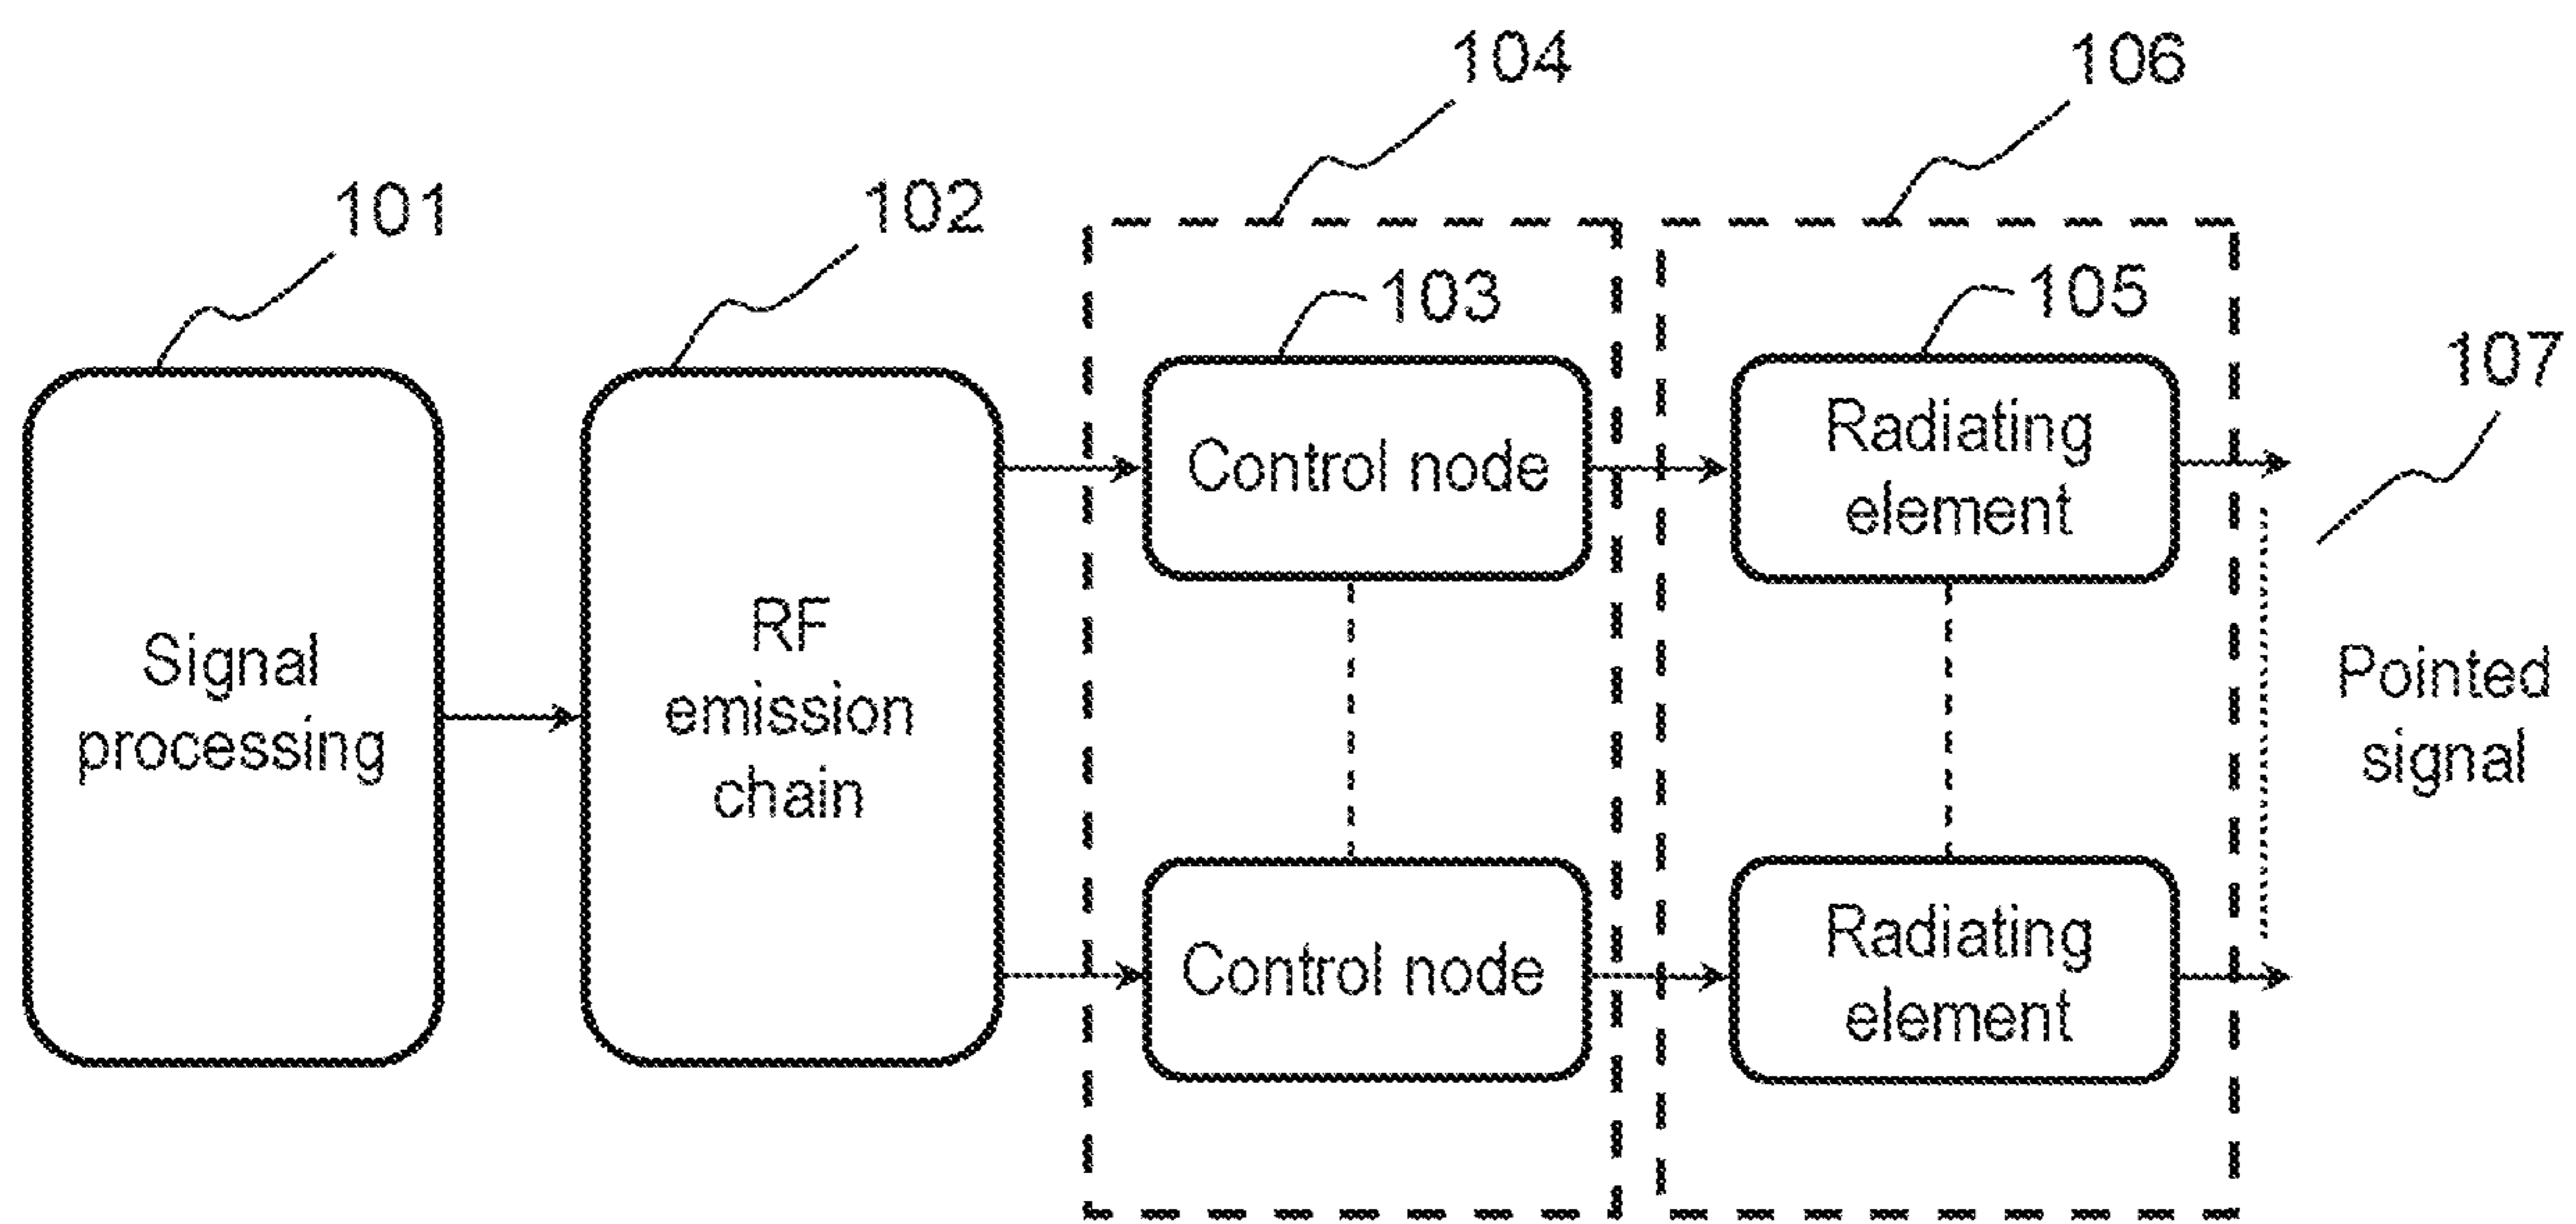 104
106
101
102
103
105
107
Signal
processing
RF
emission
chain
Control node
Radiating
element
Pointed
signal
Control node
Radiating
element